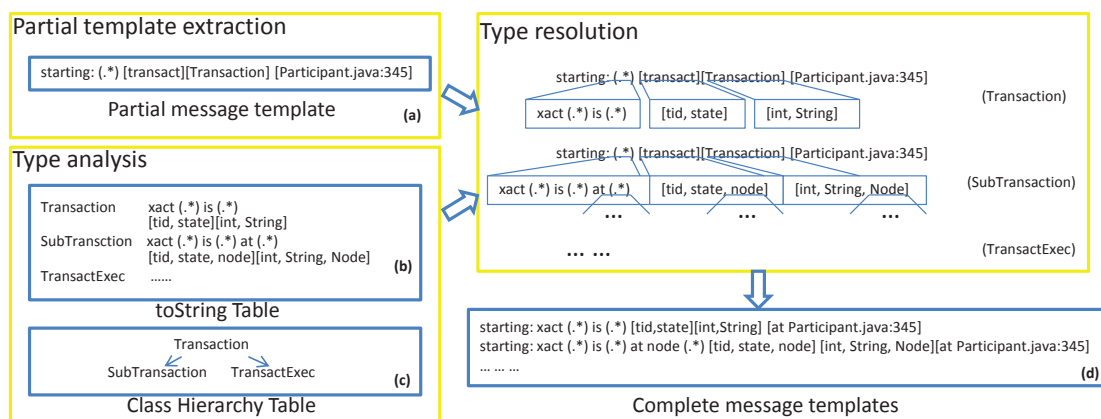 Partial template extraction
starting: (.*) [transact][Transaction] [Participant.java:345]
Partial message template
(a)
Type analysis
Transaction xact (.*) is (.*)
[tid, state][int, String]
SubTransction xact (.*) is (.*) at (.*)
[tid, state, node][int, String, Node]
TransactExec ......
(b)
toString Table
Transaction
SubTransaction TransactExec
(c)
Class Hierarchy Table
Type resolution
starting: (.*) [transact][Transaction] [Participant.java:345]
xact (.*) is (.*) [tid, state] [int, String]
(Transaction)
starting: (.*) [transact][Transaction] [Participant.java:345]
xact (.*) is (.*) at (.*) [tid, state, node] [int, String, Node]
(SubTransaction)
... ... ...
... ... (TransactExec)
starting: xact (.*) is (.*) [tid,state][int,String] [at Participant.java:345]
starting: xact (.*) is (.*) at node (.*) [tid, state, node] [int, String, Node][at Participant.java:345]
... ... ...
(d)
Complete message templates